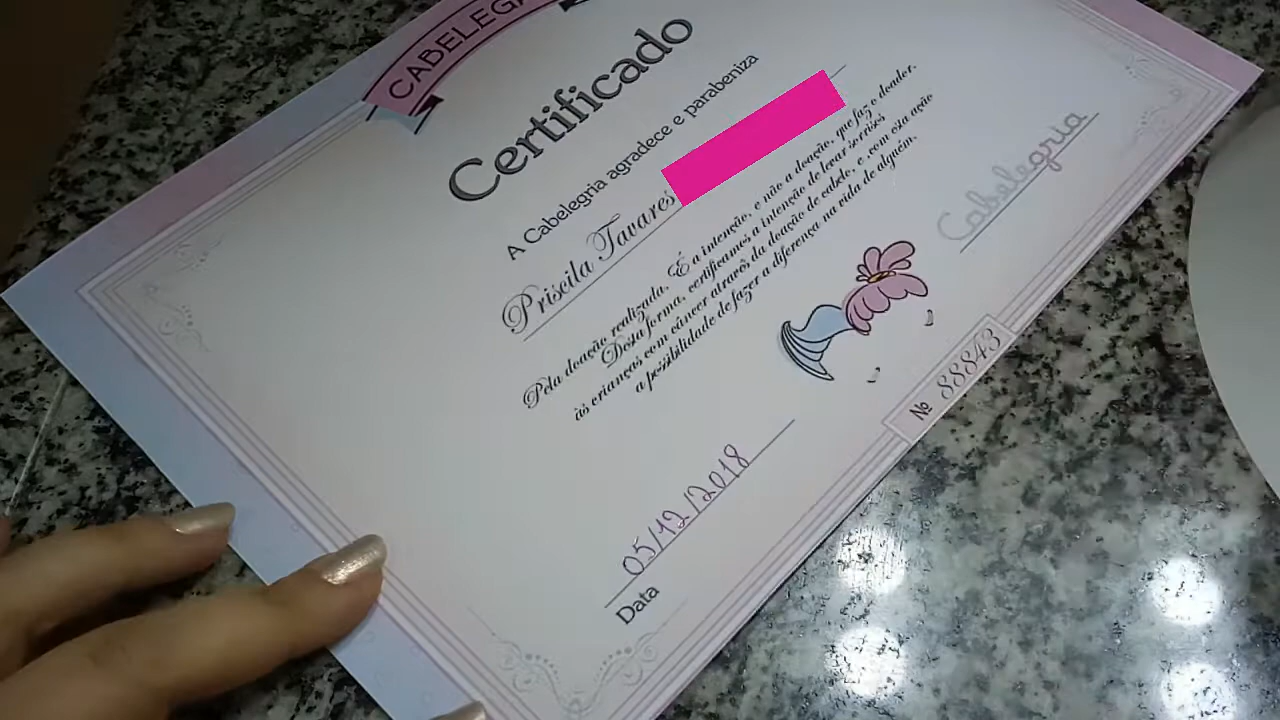 CABELEGR
Certificado
A Cabelegria agradece e parabeniza
Priscila Tavares
Pela doação realizada. É a intenção, e não a doação, que faz o doador.
Desta forma, certificamos a intenção de levar sorrisos
às crianças com câncer através da doação de cabelo, e com esta ação
a possibilidade de fazer a diferença na vida de alguém.
Cabelegria
05/12/2018
Data
Nº 88843